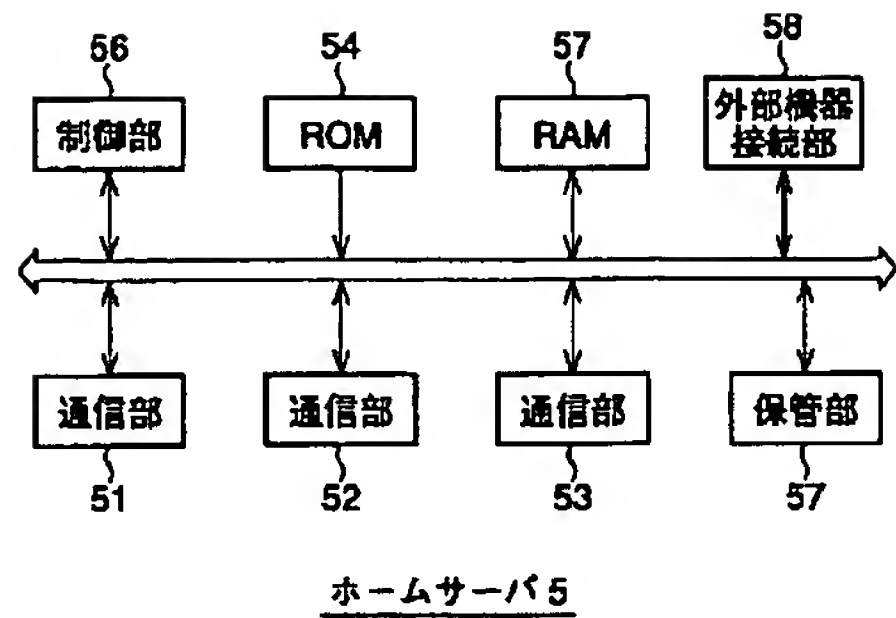 56
54
57
58
制御部
ROM
RAM
外部機器
接続部
通信部
通信部
通信部
保管部
51
52
53
57
ホームサーバ5